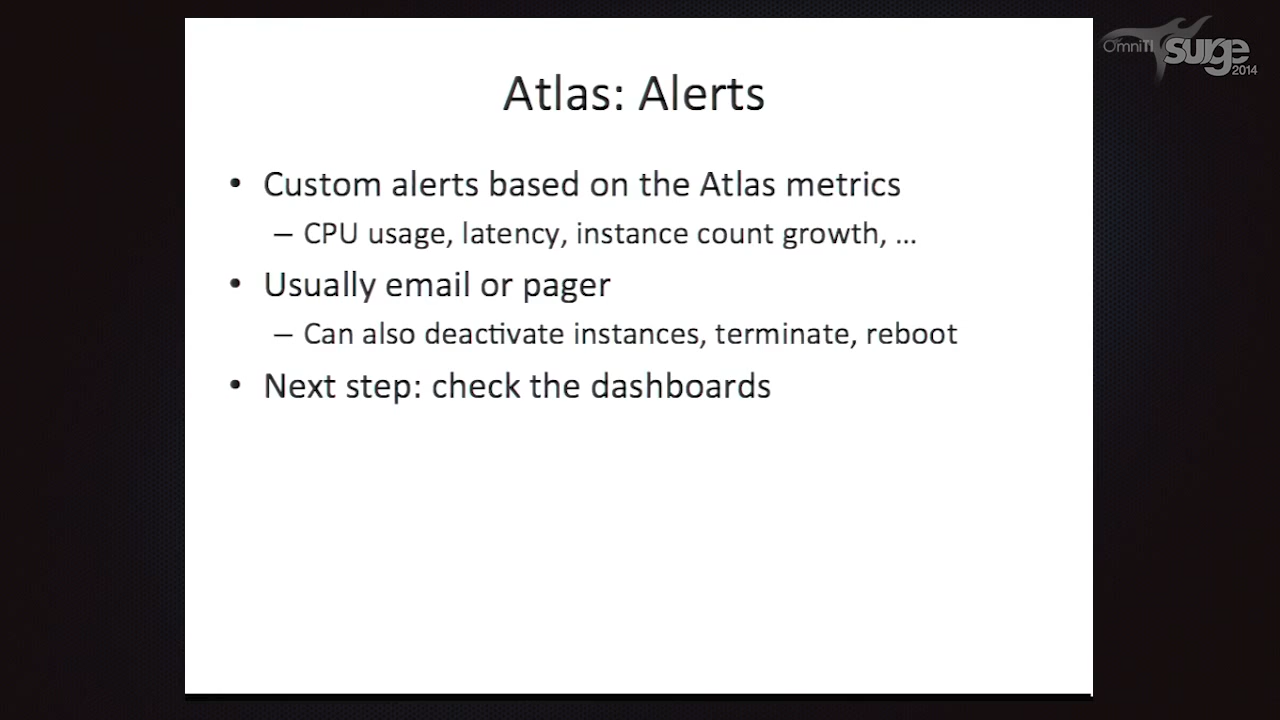 OmniTI surge 2014
Atlas: Alerts
• Custom alerts based on the Atlas metrics
– CPU usage, latency, instance count growth, ...
• Usually email or pager
– Can also deactivate instances, terminate, reboot
• Next step: check the dashboards